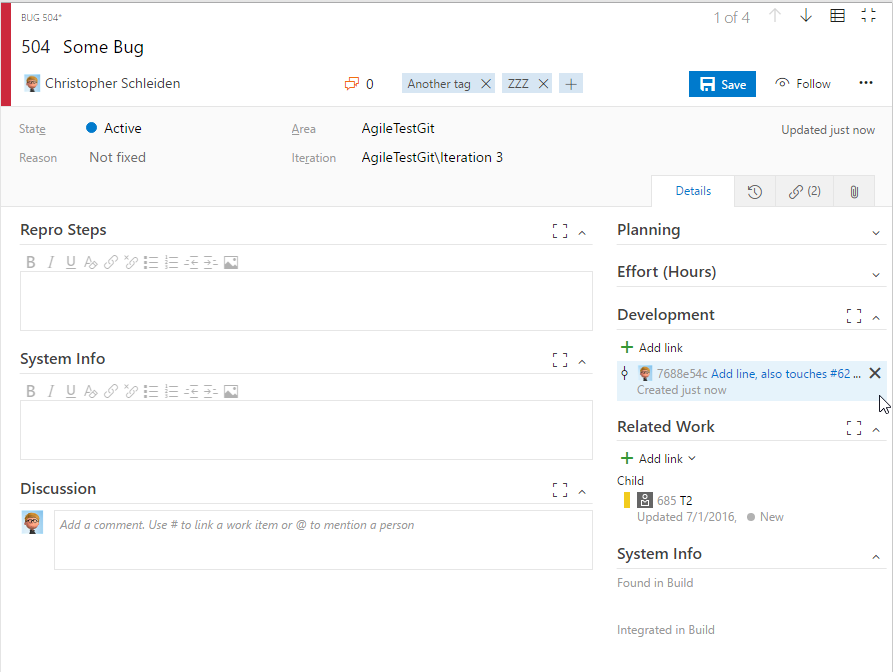 BUG 504*
1 of 4
504 Some Bug
Christopher Schleiden 0 Another tag ZZZ Save Follow
State Active Area AgileTestGit Updated just now
Reason Not fixed Iteration AgileTestGit\Iteration 3
Details (2)
Repro Steps
B I U
System Info
B I U
Discussion
Add a comment. Use # to link a work item or @ to mention a person
Planning
Effort (Hours)
Development
Add link
7688e54c Add line, also touches #62 ...
Created just now
Related Work
Add link
Child
685 T2
Updated 7/1/2016, New
System Info
Found in Build
Integrated in Build